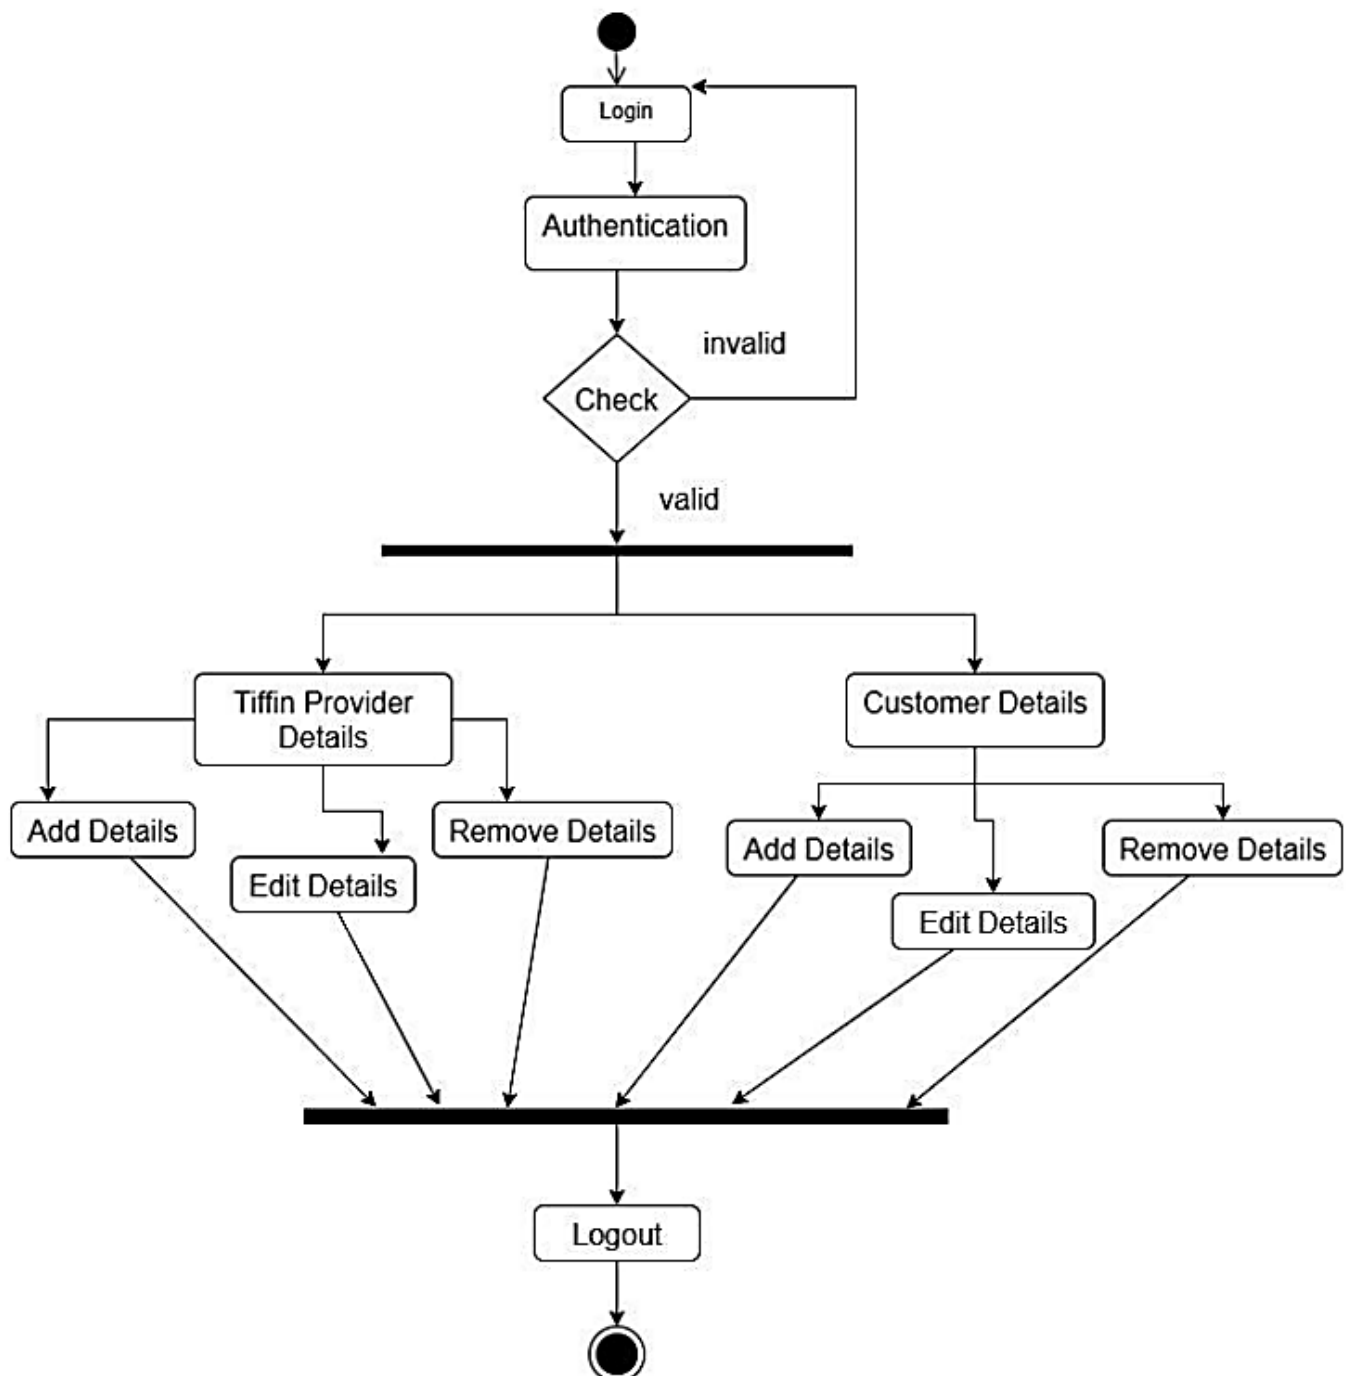 Login
Authentication
invalid
Check
valid
Tiffin Provider
Details
Customer Details
Add Details
Remove Details
Edit Details
Add Details
Remove Details
Edit Details
Logout